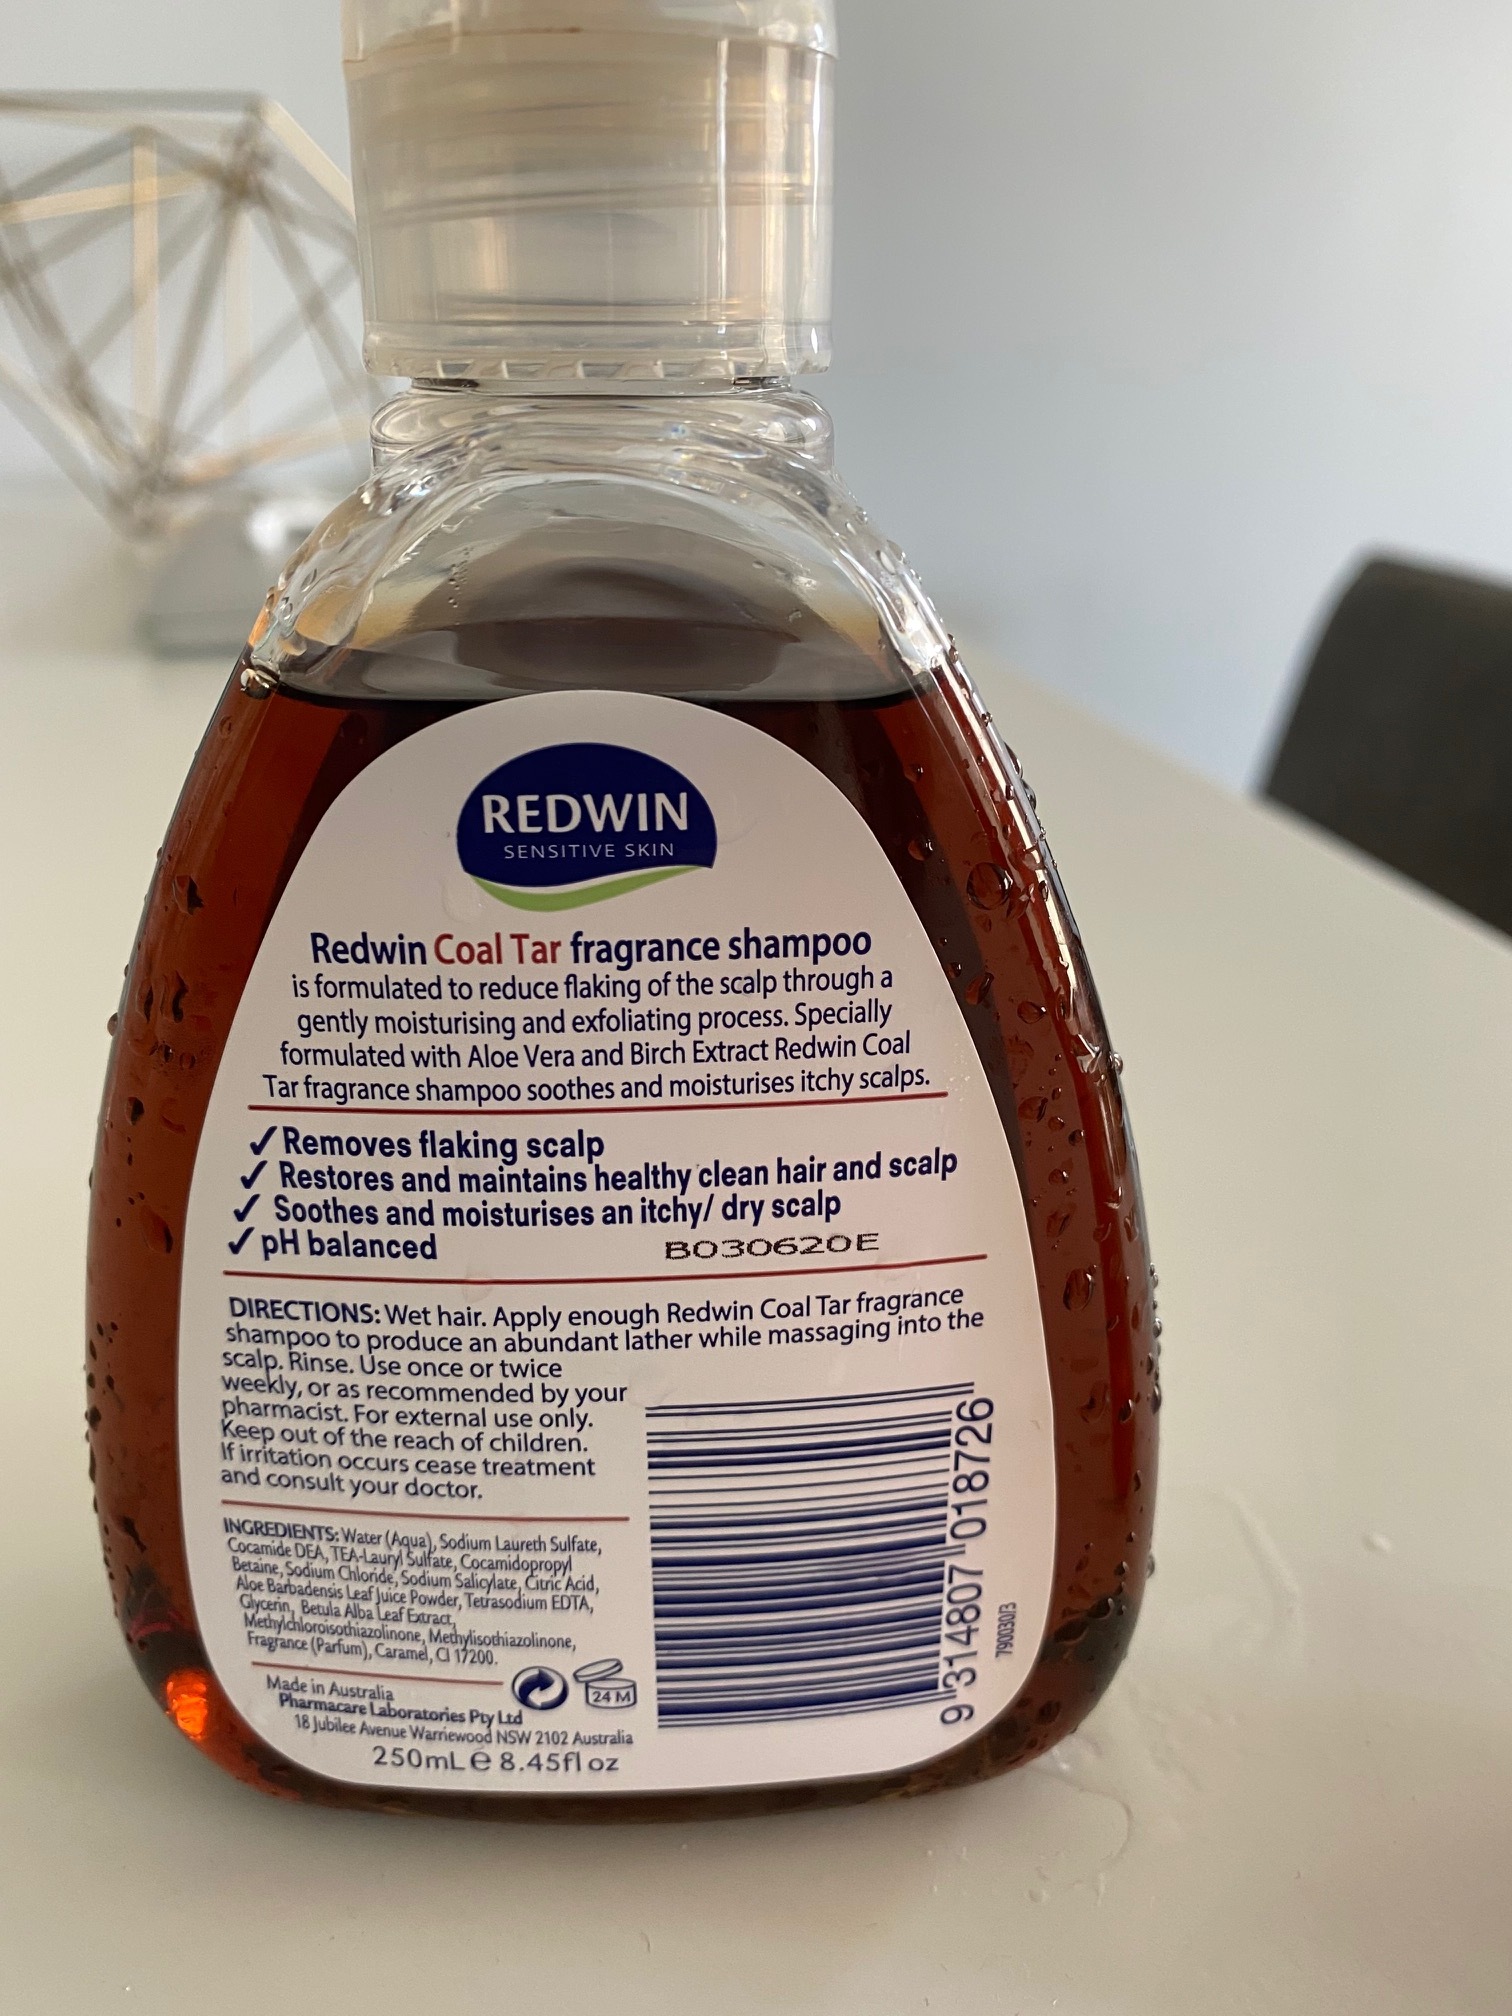 REDWIN
SENSITIVE SKIN
Redwin Coal Tar fragrance shampoo
is formulated to reduce flaking of the scalp through a
gently moisturising and exfoliating process. Specially
formulated with Aloe Vera and Birch Extract Redwin Coal
Tar fragrance shampoo soothes and moisturises itchy scalps.
✓ Removes flaking scalp
✓ Restores and maintains healthy clean hair and scalp
✓ Soothes and moisturises an itchy/ dry scalp
✓ pH balanced
B030620E
DIRECTIONS: Wet hair. Apply enough Redwin Coal Tar fragrance
shampoo to produce an abundant lather while massaging into the
scalp. Rinse. Use once or twice
weekly, or as recommended by your
pharmacist. For external use only.
Keep out of the reach of children.
If irritation occurs cease treatment
and consult your doctor.
INGREDIENTS: Water (Aqua), Sodium Laureth Sulfate,
Cocamide DEA, TEA-Lauryl Sulfate, Cocamidopropyl
Betaine, Sodium Chloride, Sodium Salicylate, Citric Acid,
Aloe Barbadensis Leaf Juice Powder, Tetrasodium EDTA,
Glycerin, Betula Alba Leaf Extract,
Methylchloroisothiazolinone, Methylisothiazolinone,
Fragrance (Parfum), Caramel, CI 17200.
Made in Australia
Pharmacare Laboratories Pty Ltd
18 Jubilee Avenue Warriewood NSW 2102 Australia
250mL e 8.45fl oz
24 M
9 314807 018726
790030/3